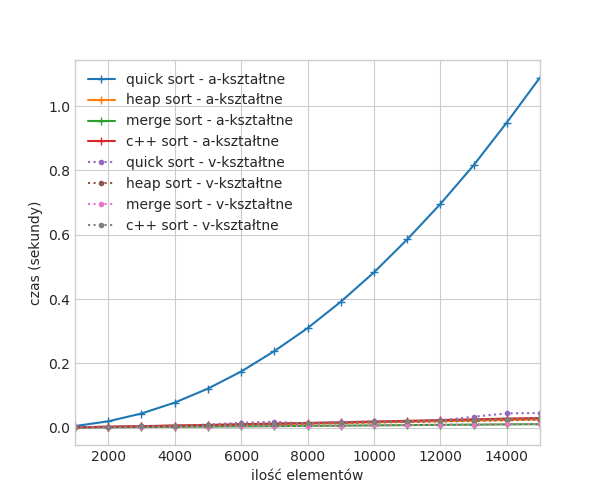 quick sort - a-kształtne
heap sort - a-kształtne
merge sort - a-kształtne
c++ sort - a-kształtne
quick sort - v-kształtne
heap sort - v-kształtne
merge sort - v-kształtne
c++ sort - v-kształtne
1.0
0.8
0.6
0.4
0.2
0.0
czas (sekundy)
2000 4000 6000 8000 10000 12000 14000
ilość elementów